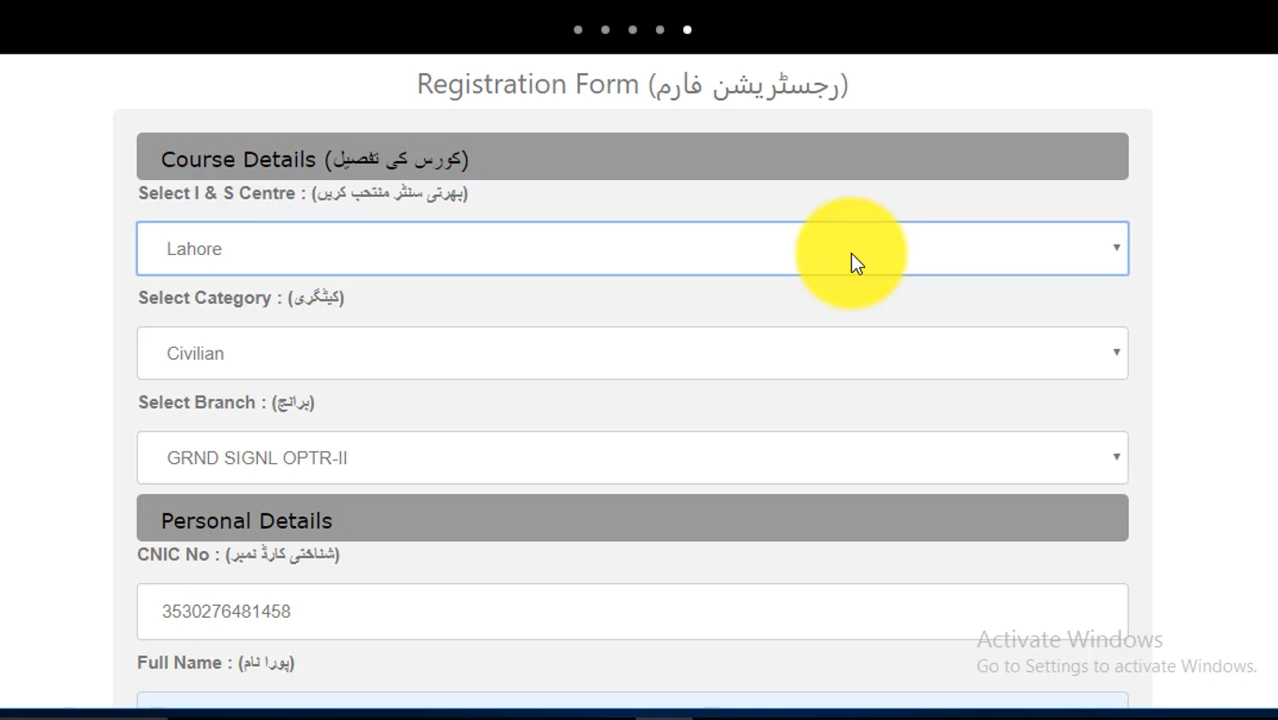 Registration Form (رجسٹریشن فارم)
Course Details (کورس کی تفصیل)
Select I & S Centre : (بھرتی سنٹر منتخب کریں)
Lahore
Select Category : (کیٹگری)
Civilian
Select Branch : (برانچ)
GRND SIGNL OPTR-II
Personal Details
CNIC No : (شناختی کارڈ نمبر)
3530276481458
Full Name : (پورا نام)
Activate Windows
Go to Settings to activate Windows.